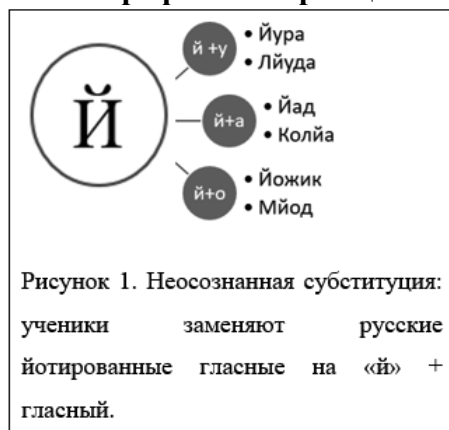 Й
й +у
• Йура
• Лйуда
й+а
• Йад
• Колйа
й+о
• Йожик
• Мйод
Рисунок 1. Неосознанная субституция:
ученики заменяют русские
йотированные гласные на «й» +
гласный.